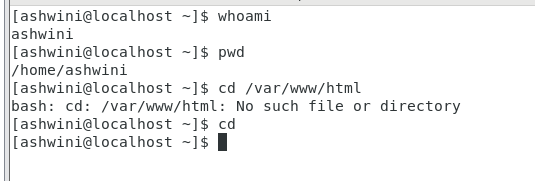 [ashwini@localhost ~]$ whoami
ashwini
[ashwini@localhost ~]$ pwd
/home/ashwini
[ashwini@localhost ~]$ cd /var/www/html
bash: cd: /var/www/html: No such file or directory
[ashwini@localhost ~]$ cd
[ashwini@localhost ~]$